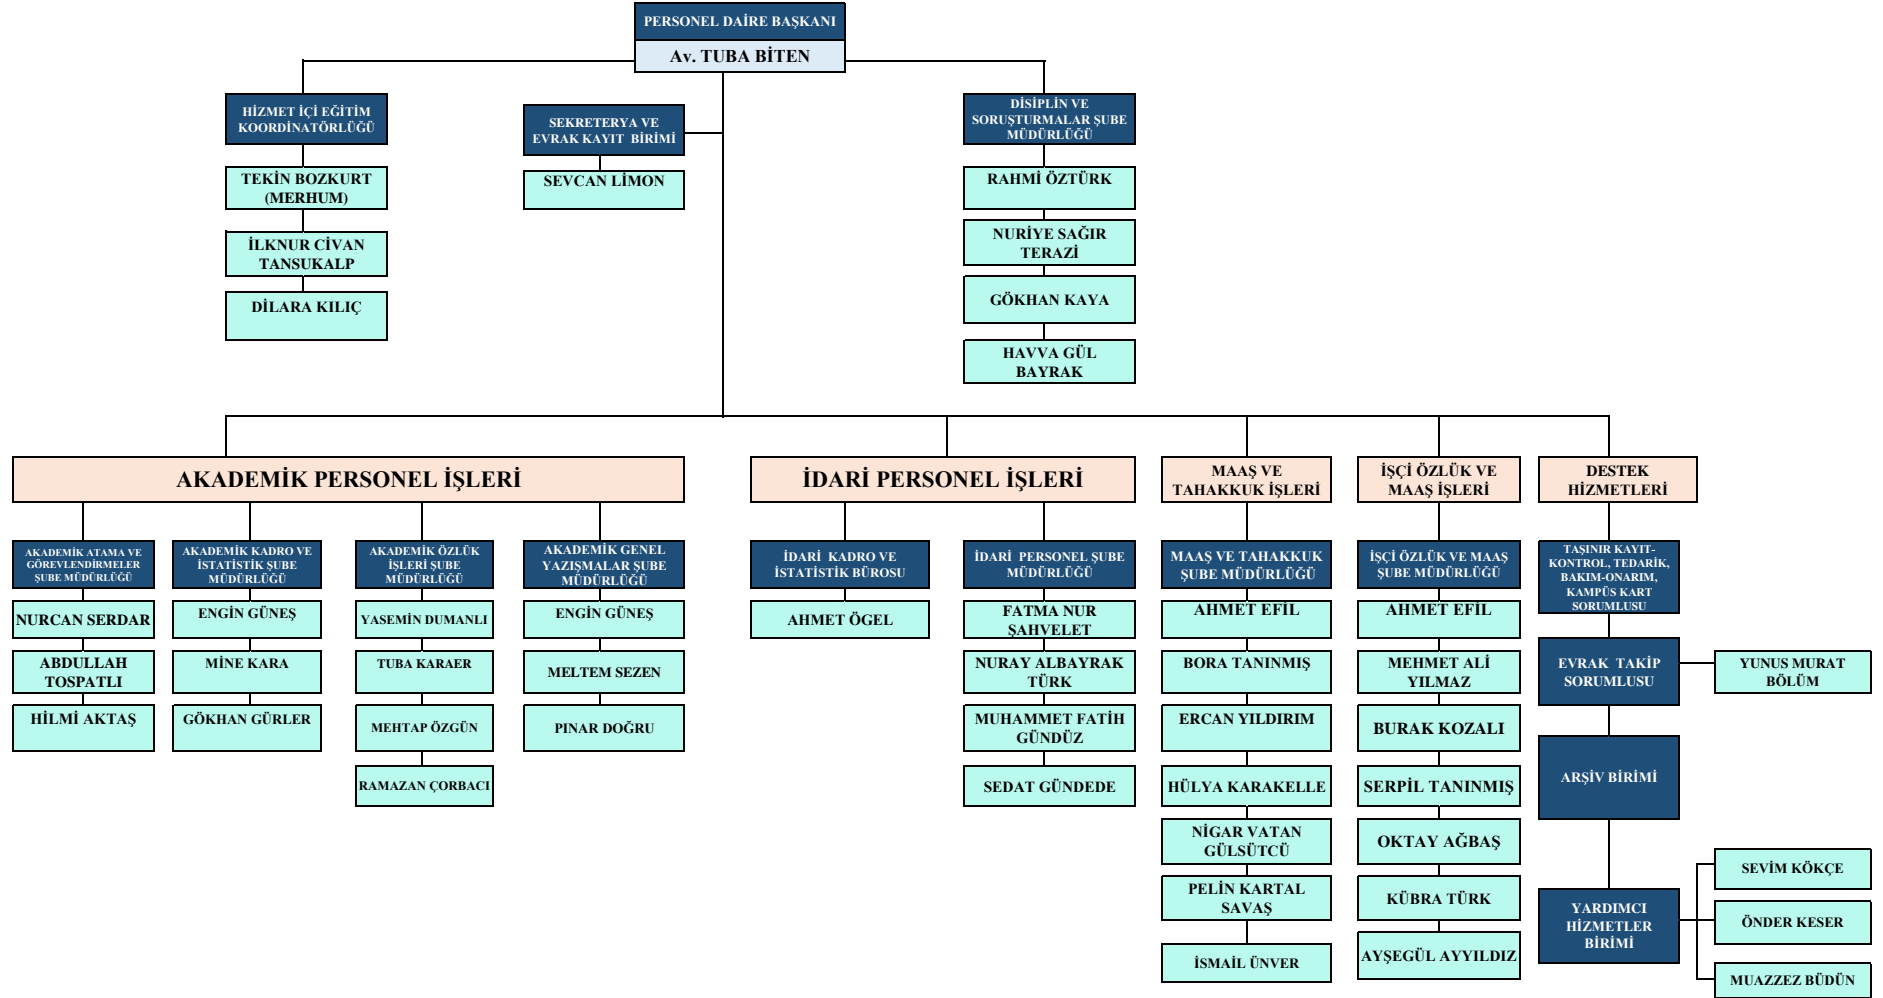 PERSONEL DAİRE BAŞKANI
Av. TUBA BİTEN
HİZMET İÇİ EĞİTİM
KOORDİNATÖRLÜĞÜ
TEKİN BOZKURT
(MERHUM)
İLKNUR CİVAN
TANSUKALP
DİLARA KILIÇ
SEKRETERYA VE
EVRAK KAYIT BİRİMİ
SEVCAN LİMON
DİSİPLİN VE
SORUŞTURMALAR ŞUBE
MÜDÜRLÜĞÜ
RAHMİ ÖZTÜRK
NURİYE SAĞIR
TERAZİ
GÖKHAN KAYA
HAVVA GÜL
BAYRAK
AKADEMİK PERSONEL İŞLERİ
AKADEMİK ATAMA VE
GÖREVLENDİRMELER
ŞUBE MÜDÜRLÜĞÜ
NURCAN SERDAR
ABDULLAH
TOSPATLI
HİLMİ AKTAŞ
AKADEMİK KADRO VE
İSTATİSTİK ŞUBE
MÜDÜRLÜĞÜ
ENGİN GÜNEŞ
MİNE KARA
GÖKHAN GÜRLER
AKADEMİK ÖZLÜK
İŞLERİ ŞUBE
MÜDÜRLÜĞÜ
YASEMİN DUMANLI
TUBA KARAER
MEHTAP ÖZGÜN
RAMAZAN ÇORBACI
AKADEMİK GENEL
YAZIŞMALAR ŞUBE
MÜDÜRLÜĞÜ
ENGİN GÜNEŞ
MELTEM SEZEN
PINAR DOĞRU
İDARİ PERSONEL İŞLERİ
İDARİ KADRO VE
İSTATİSTİK BÜROSU
AHMET ÖGEL
İDARİ PERSONEL ŞUBE
MÜDÜRLÜĞÜ
FATMA NUR
ŞAHVELET
NURAY ALBAYRAK
TÜRK
MUHAMMET FATİH
GÜNDÜZ
SEDAT GÜNDEDE
MAAŞ VE
TAHAKKUK İŞLERİ
MAAŞ VE TAHAKKUK
ŞUBE MÜDÜRLÜĞÜ
AHMET EFİL
BORA TANINMIŞ
ERCAN YILDIRIM
HÜLYA KARAKELLE
NİGAR VATAN
GÜLSÜTCÜ
PELİN KARTAL
SAVAŞ
İSMAİL ÜNVER
İŞÇİ ÖZLÜK VE
MAAŞ İŞLERİ
İŞÇİ ÖZLÜK VE MAAŞ
ŞUBE MÜDÜRLÜĞÜ
AHMET EFİL
MEHMET ALİ
YILMAZ
BURAK KOZALI
SERPİL TANINMIŞ
OKTAY AĞBAŞ
KÜBRA TÜRK
AYŞEGÜL AYYILDIZ
DESTEK
HİZMETLERİ
TAŞINIR KAYIT-
KONTROL, TEDARİK,
BAKIM-ONARIM,
KAMPÜS KART
SORUMLUSU
EVRAK TAKİP
SORUMLUSU
YUNUS MURAT
BÖLÜM
ARŞİV BİRİMİ
YARDIMCI
HİZMETLER
BİRİMİ
SEVİM KÖKÇE
ÖNDER KESER
MUAZZEZ BÜDÜN